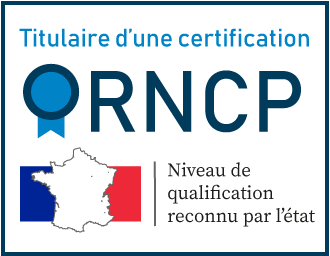 Titulaire d'une certification
RNCP
Niveau de
qualification
reconnu par l'état